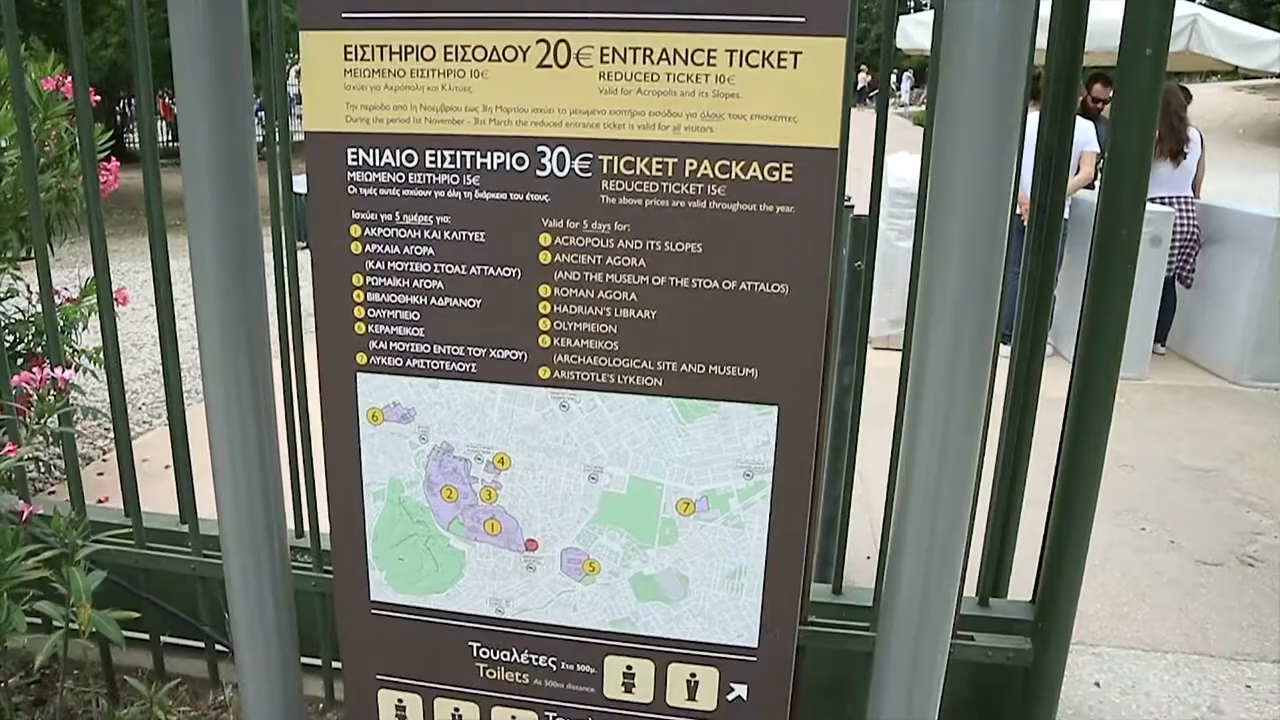 ΕΙΣΙΤΗΡΙΟ ΕΙΣΟΔΟΥ 20€ ENTRANCE TICKET
ΜΕΙΩΜΕΝΟ ΕΙΣΙΤΗΡΙΟ 10€
REDUCED TICKET 10€
Ισχύει για Ακρόπολη και Κλιτύες.
Valid for Acropolis and its Slopes.
Την περίοδο από 1η Νοεμβρίου έως 31η Μαρτίου ισχύει το μειωμένο εισιτήριο εισόδου για όλους τους επισκέπτες.
During the period 1st November - 31st March the reduced entrance ticket is valid for all visitors.
ΕΝΙΑΙΟ ΕΙΣΙΤΗΡΙΟ 30€ TICKET PACKAGE
ΜΕΙΩΜΕΝΟ ΕΙΣΙΤΗΡΙΟ 15€
REDUCED TICKET 15€
Οι τιμές αυτές ισχύουν για όλη τη διάρκεια του έτους.
The above prices are valid throughout the year.
Ισχύει για 5 ημέρες για:
1 ΑΚΡΟΠΟΛΗ ΚΑΙ ΚΛΙΤΥΕΣ
2 ΑΡΧΑΙΑ ΑΓΟΡΑ
(ΚΑΙ ΜΟΥΣΕΙΟ ΣΤΟΑΣ ΑΤΤΑΛΟΥ)
3 ΡΩΜΑΪΚΗ ΑΓΟΡΑ
4 ΒΙΒΛΙΟΘΗΚΗ ΑΔΡΙΑΝΟΥ
5 ΟΛΥΜΠΙΕΙΟ
6 ΚΕΡΑΜΕΙΚΟΣ
(ΚΑΙ ΜΟΥΣΕΙΟ ΕΝΤΟΣ ΤΟΥ ΧΩΡΟΥ)
7 ΛΥΚΕΙΟ ΑΡΙΣΤΟΤΕΛΟΥΣ
Valid for 5 days for:
1 ACROPOLIS AND ITS SLOPES
2 ANCIENT AGORA
(AND THE MUSEUM OF THE STOA OF ATTALOS)
3 ROMAN AGORA
4 HADRIAN'S LIBRARY
5 OLYMPIEION
6 KERAMEIKOS
(ARCHAEOLOGICAL SITE AND MUSEUM)
7 ARISTOTLE'S LYKEION
6
4
2
3
7
1
5
Τουαλέτες Στα 500μ.
Toilets At 500m distance.